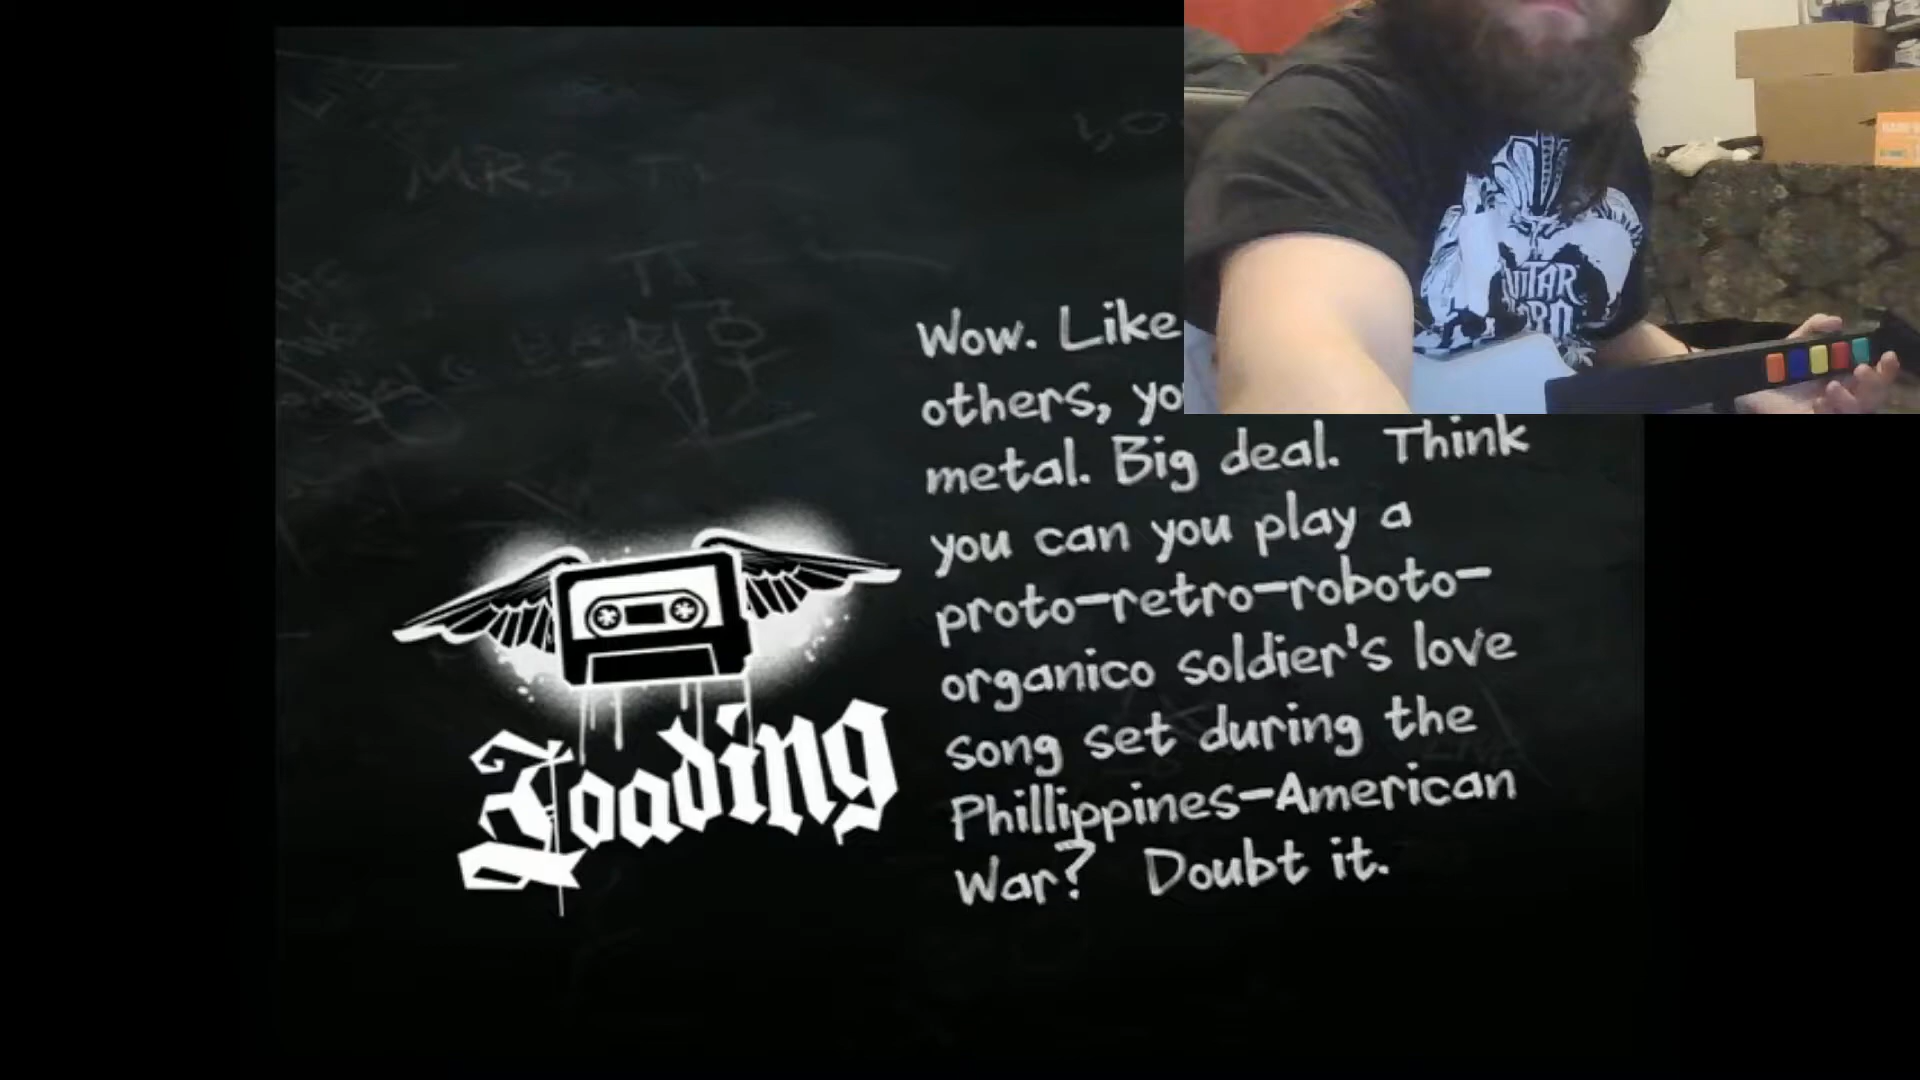 Wow. Like
others, yo
metal. Big deal. Think
you can you play a
proto-retro-roboto-
organico soldier's love
song set during the
Phillippines-American
War? Doubt it.
Loading
MRS